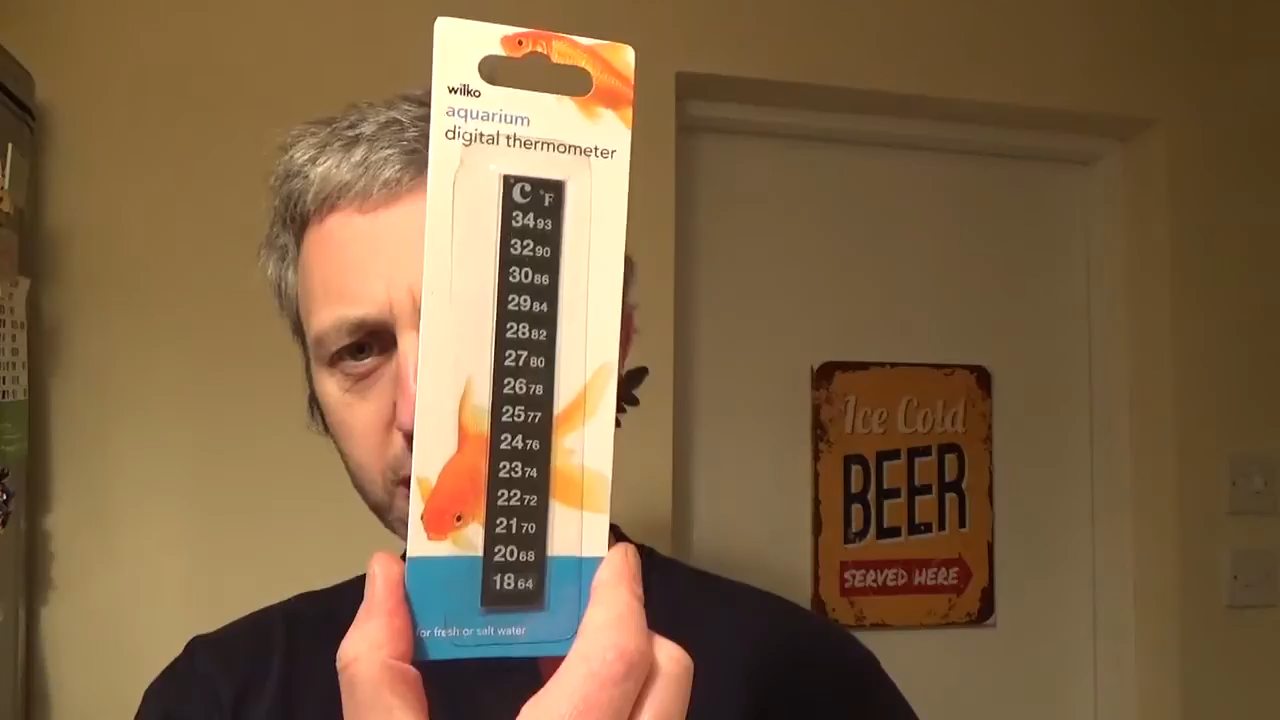 wilko
aquarium
digital thermometer
°C °F
34 93
32 90
30 86
29 84
28 82
27 80
26 78
25 77
24 76
23 74
22 72
21 70
20 68
18 64
for fresh or salt water
Ice Cold
BEER
SERVED HERE